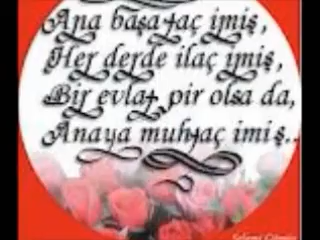 Ana başa taç imiş,
Her derde ilaç imiş,
Bir evlat pir olsa da,
Anaya muhtaç imiş..